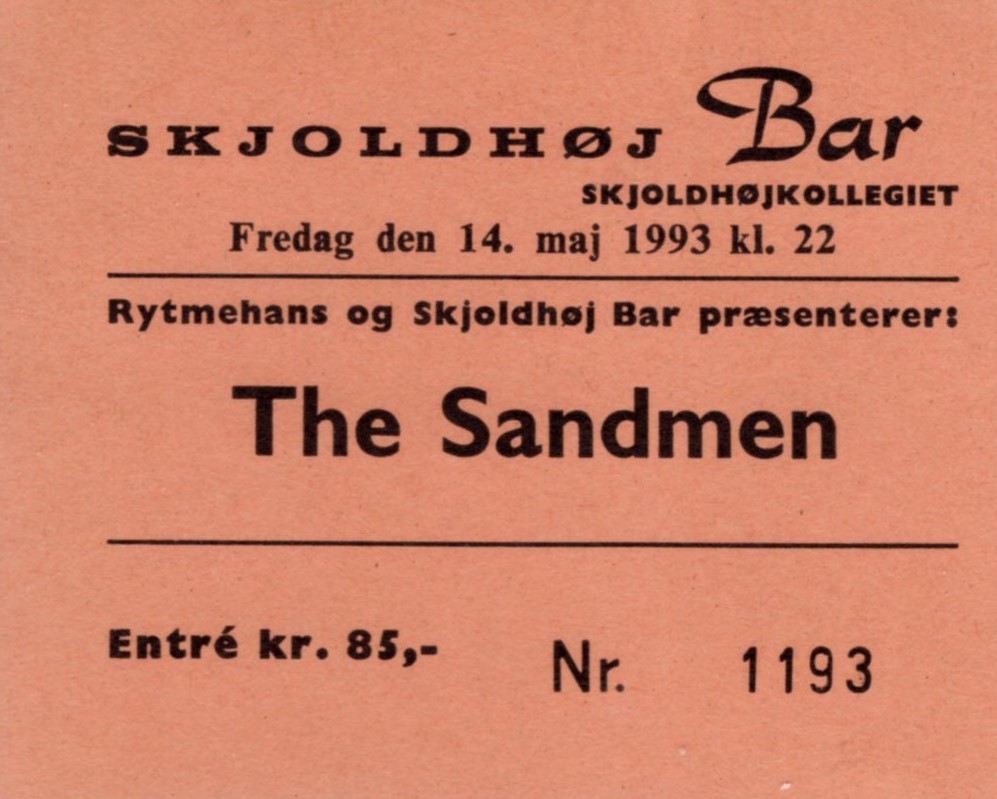 SKJOLDHØJ Bar
SKJOLDHØJKOLLEGIET
Fredag den 14. maj 1993 kl. 22
Rytmehans og Skjoldhøj Bar præsenterer:
The Sandmen
Entré kr. 85,-
Nr. 1193